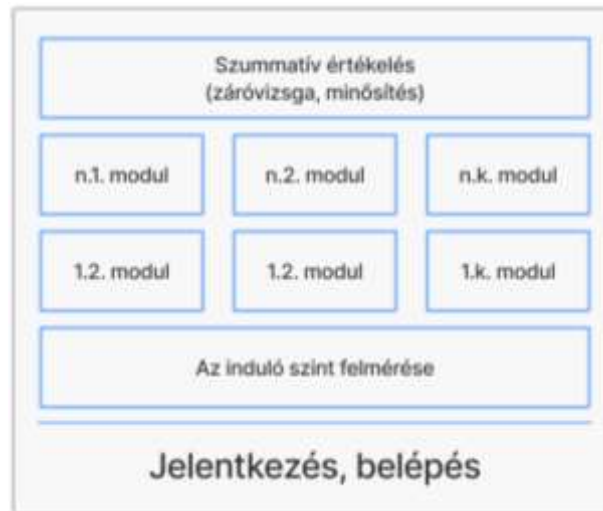 Szummatív értékelés
(záróvizsga, minősítés)
n.1. modul
n.2. modul
n.k. modul
1.2. modul
1.2. modul
1.k. modul
Az induló szint felmérése
Jelentkezés, belépés